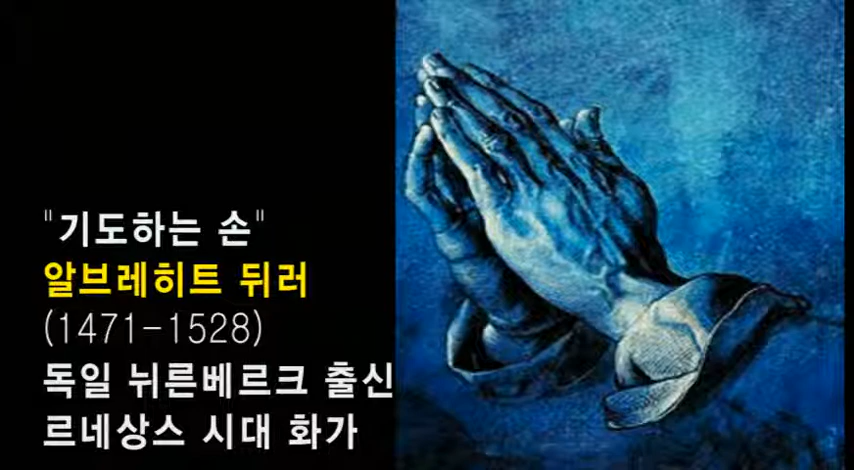 "기도하는 손"
알브레히트 뒤러
(1471-1528)
독일 뉘른베르크 출신
르네상스 시대 화가